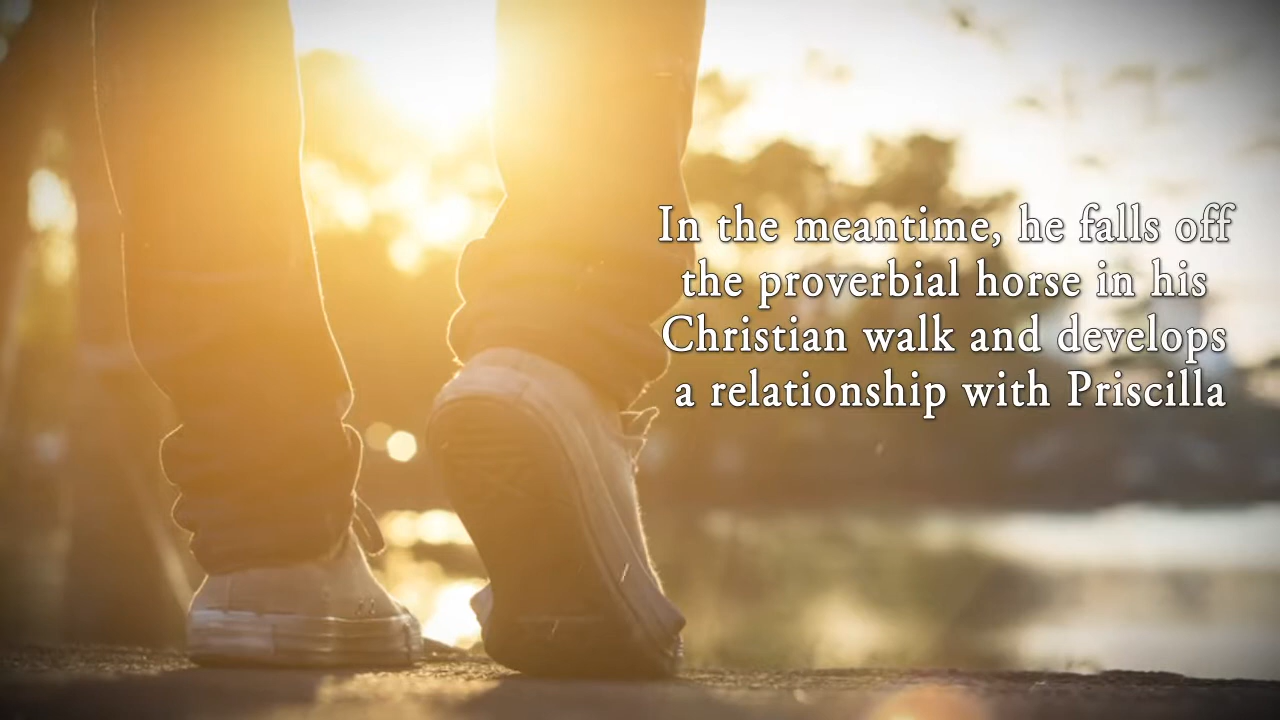 In the meantime, he falls off
the proverbial horse in his
Christian walk and develops
a relationship with Priscilla